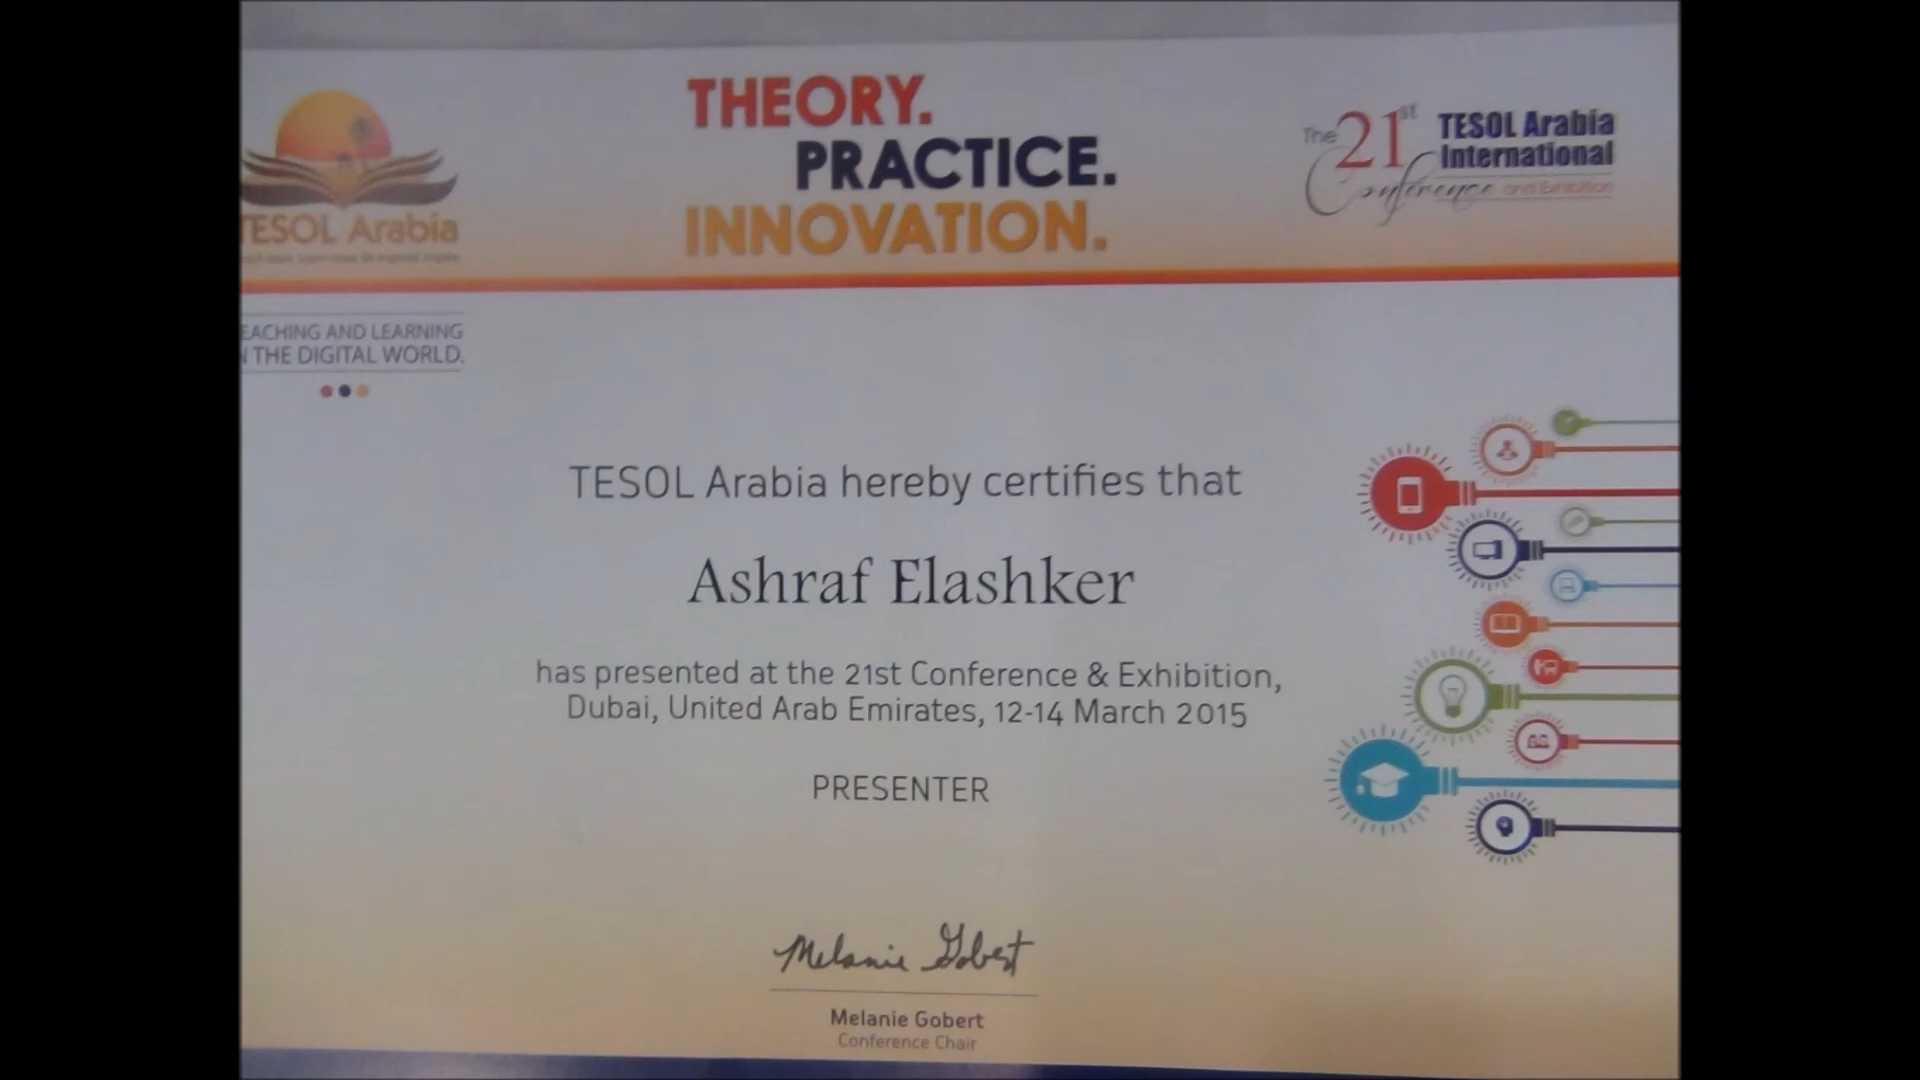 THEORY.
PRACTICE.
INNOVATION.
TESOL Arabia
The 21st TESOL Arabia
International
Conference and Exhibition
EACHING AND LEARNING
N THE DIGITAL WORLD.
TESOL Arabia hereby certifies that
Ashraf Elashker
has presented at the 21st Conference & Exhibition,
Dubai, United Arab Emirates, 12-14 March 2015
PRESENTER
Melanie Gobert
Melanie Gobert
Conference Chair